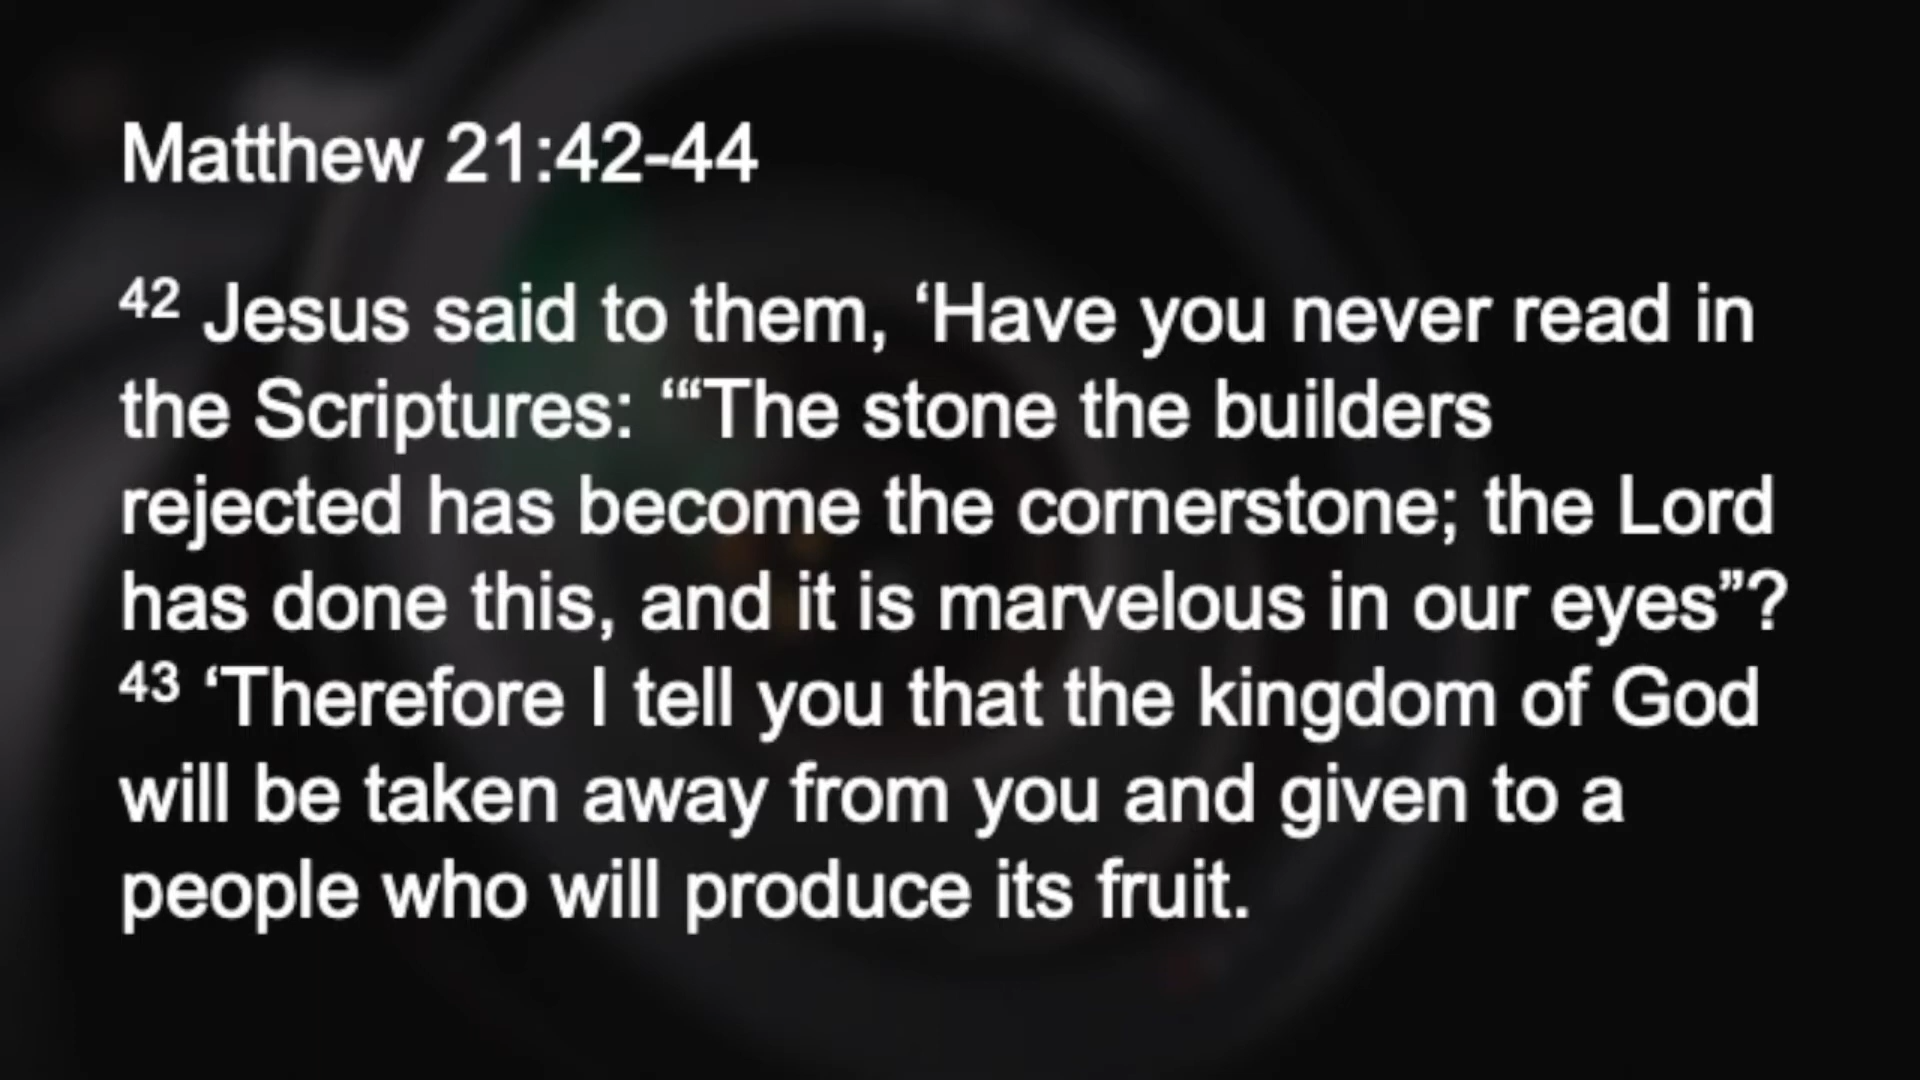 Matthew 21:42-44
42 Jesus said to them, ‘Have you never read in
the Scriptures: ‘“The stone the builders
rejected has become the cornerstone; the Lord
has done this, and it is marvelous in our eyes”?
43 ‘Therefore I tell you that the kingdom of God
will be taken away from you and given to a
people who will produce its fruit.